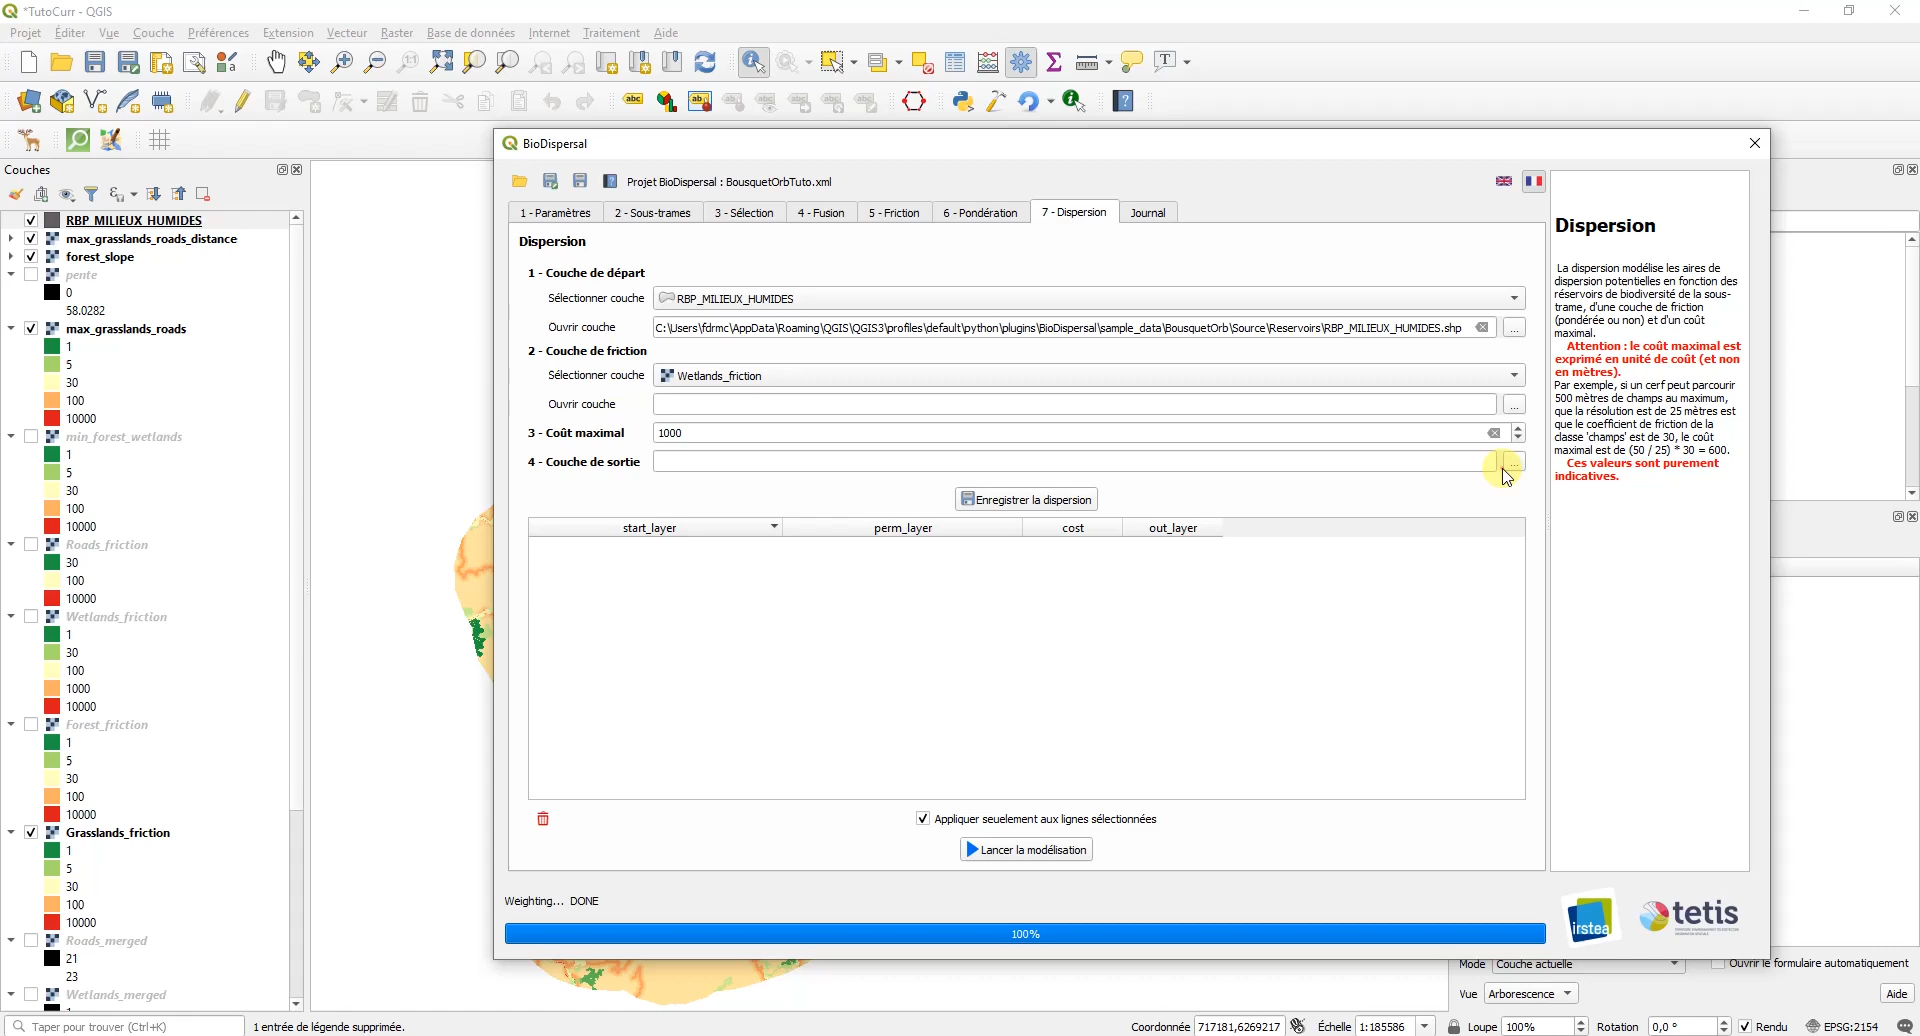 *TutoCurr - QGIS
Projet Éditer Vue Couche Préférences Extension Vecteur Raster Base de données Internet Traitement Aide
Couches
RBP MILIEUX HUMIDES
max_grasslands_roads_distance
forest_slope
pente
0
58.0282
max_grasslands_roads
1
5
30
100
10000
min_forest_wetlands
1
5
30
100
10000
Roads_friction
30
100
10000
Wetlands_friction
1
30
100
1000
10000
Forest_friction
1
5
30
100
10000
Grasslands_friction
1
5
30
100
10000
Roads_merged
21
23
Wetlands_merged
BioDispersal
Projet BioDispersal : BousquetOrbTuto.xml
1 - Paramètres 2 - Sous-trames 3 - Sélection 4 - Fusion 5 - Friction 6 - Pondération 7 - Dispersion Journal
Dispersion
1 - Couche de départ
Sélectionner couche RBP_MILIEUX_HUMIDES
Ouvrir couche C:\Users\fdrmc\AppData\Roaming\QGIS\QGIS3\profiles\default\python\plugins\BioDispersal\sample_data\BousquetOrb\Source\Reservoirs\RBP_MILIEUX_HUMIDES.shp ...
2 - Couche de friction
Sélectionner couche Wetlands_friction
Ouvrir couche ...
3 - Coût maximal 1000
4 - Couche de sortie ...
Enregistrer la dispersion
start_layer perm_layer cost out_layer
Appliquer seuelement aux lignes sélectionnées
Lancer la modélisation
Weighting... DONE
100%
Dispersion
La dispersion modélise les aires de
dispersion potentielles en fonction des
réservoirs de biodiversité de la sous-
trame, d'une couche de friction
(pondérée ou non) et d'un coût
maximal.
Attention : le coût maximal est
exprimé en unité de coût (et non
en mètres).
Par exemple, si un cerf peut parcourir
500 mètres de champs au maximum,
que la résolution est de 25 mètres est
que le coefficient de friction de la
classe 'champs' est de 30, le coût
maximal est de (50 / 25) * 30 = 600.
Ces valeurs sont purement
indicatives.
irstea
tetis
Mode Couche actuelle Ouvrir le formulaire automatiquement
Vue Arborescence Aide
Taper pour trouver (Ctrl+K) 1 entrée de légende supprimée. Coordonnée 717181,6269217 Échelle 1:185586 Loupe 100% Rotation 0,0 ° Rendu EPSG:2154